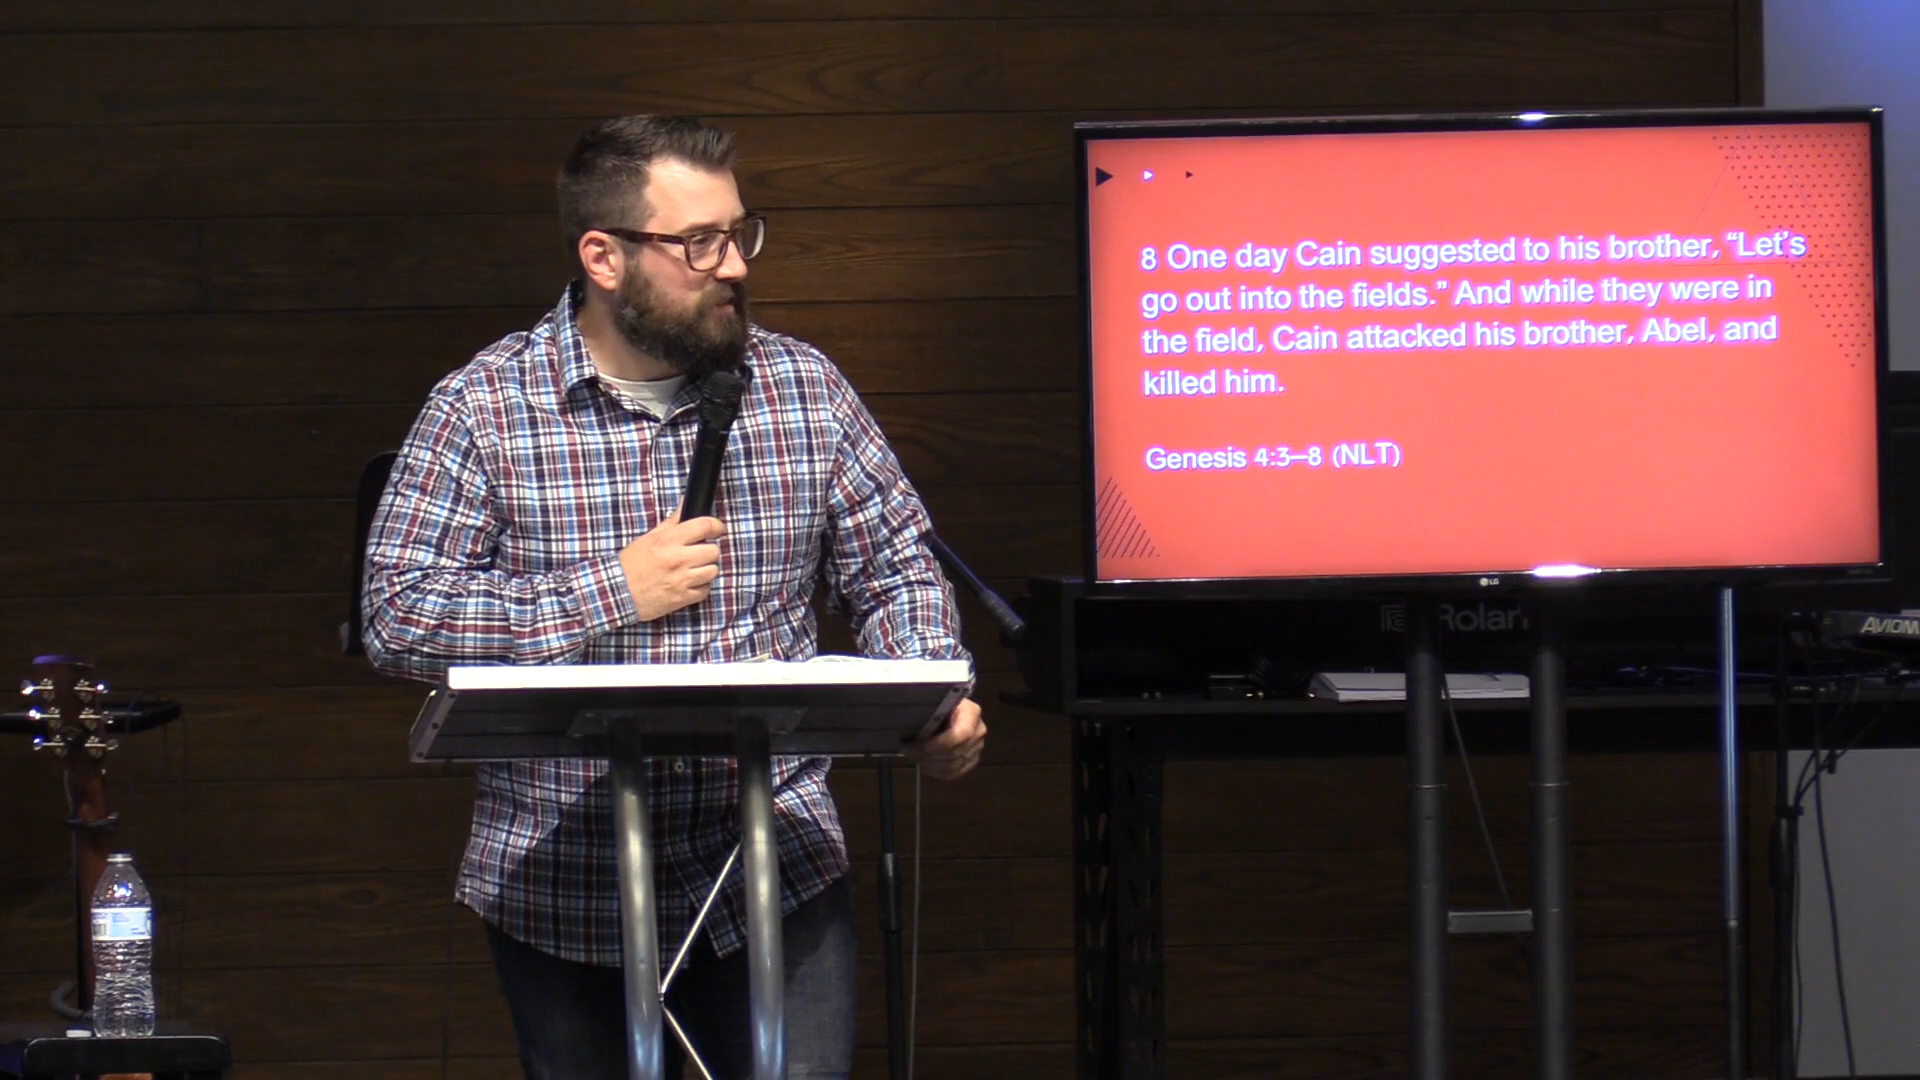 8 One day Cain suggested to his brother, “Let’s
go out into the fields.” And while they were in
the field, Cain attacked his brother, Abel, and
killed him.
Genesis 4:3–8 (NLT)
LG
Roland
AVIOM